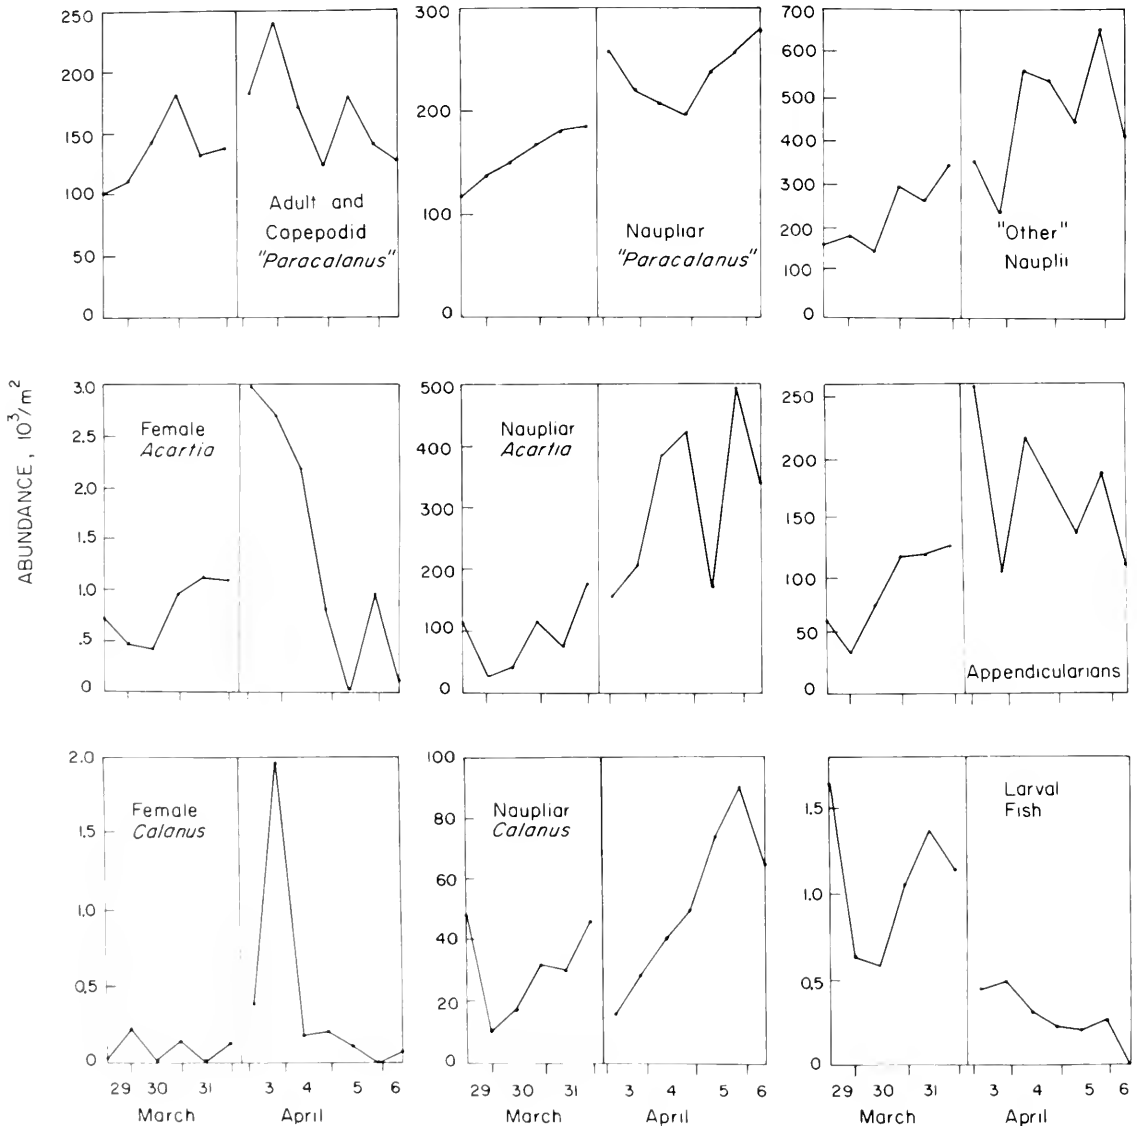 250
200
150
100
50
0
Adult and
Copepodid
"Paracalanus"
300
200
100
0
Naupliar
"Paracalanus"
700
600
500
400
300
200
100
0
"Other"
Nauplii
ABUNDANCE, 10³/m²
3.0
2.5
2.0
1.0
.5
0
Female
Acartia
500
400
300
200
100
0
Naupliar
Acartia
250
200
150
100
50
0
Appendicularians
2.0
1.5
1.0
0.5
0
Female
Calanus
29 30 31 3 4 5 6
March April
100
80
60
40
20
0
Naupliar
Calanus
29 30 31 3 4 5 6
March April
1.5
1.0
0.5
0
Larval
Fish
29 30 31 3 4 5 6
March April